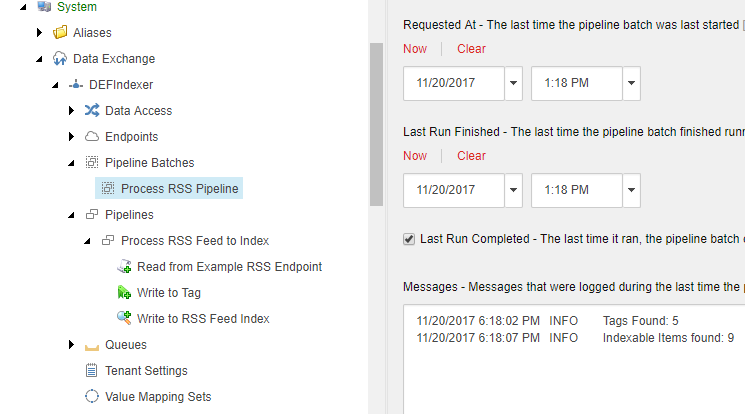 System
Aliases
Data Exchange
DEFIndexer
Data Access
Endpoints
Pipeline Batches
Process RSS Pipeline
Pipelines
Process RSS Feed to Index
Read from Example RSS Endpoint
Write to Tag
Write to RSS Feed Index
Queues
Tenant Settings
Value Mapping Sets
Requested At - The last time the pipeline batch was last started [
Now Clear
11/20/2017 1:18 PM
Last Run Finished - The last time the pipeline batch finished runn
Now Clear
11/20/2017 1:18 PM
Last Run Completed - The last time it ran, the pipeline batch
Messages - Messages that were logged during the last time the
11/20/2017 6:18:02 PM INFO Tags Found: 5
11/20/2017 6:18:07 PM INFO Indexable Items found: 9